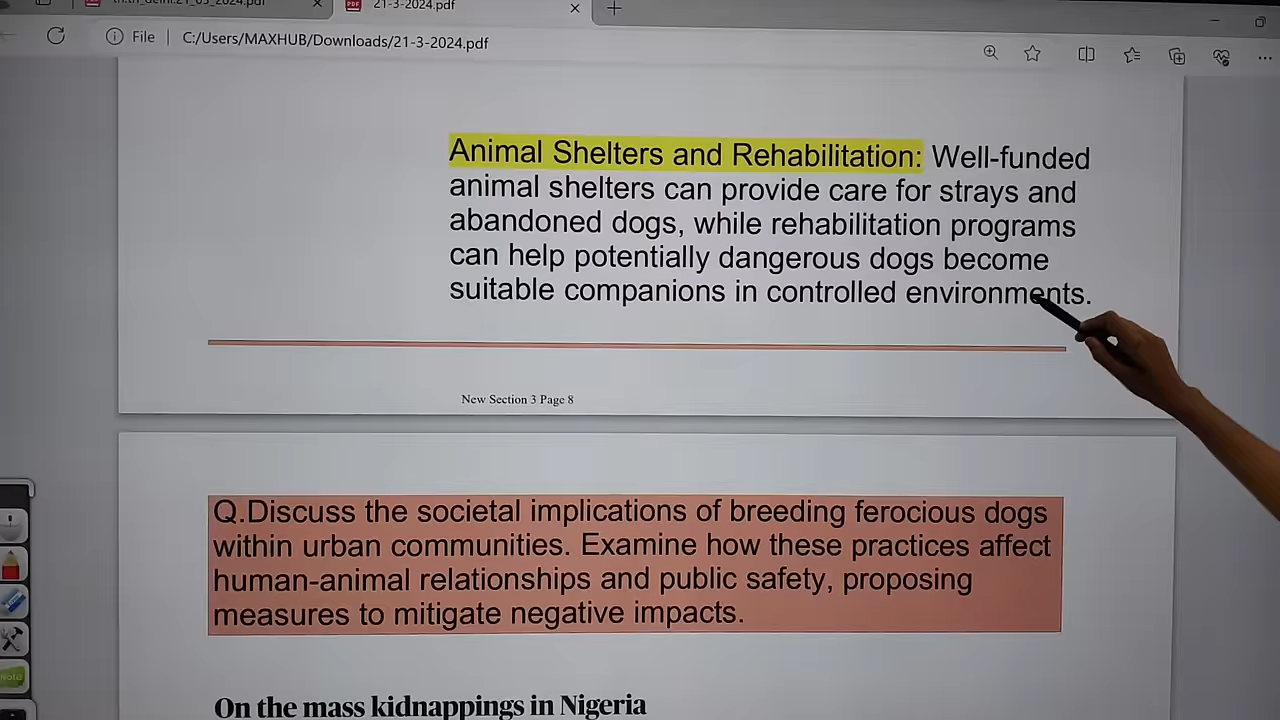 21-3-2024.pdf
File
C:/Users/MAXHUB/Downloads/21-3-2024.pdf
Animal Shelters and Rehabilitation: Well-funded
animal shelters can provide care for strays and
abandoned dogs, while rehabilitation programs
can help potentially dangerous dogs become
suitable companions in controlled environments.
New Section 3 Page 8
Q.Discuss the societal implications of breeding ferocious dogs
within urban communities. Examine how these practices affect
human-animal relationships and public safety, proposing
measures to mitigate negative impacts.
Note
On the mass kidnappings in Nigeria